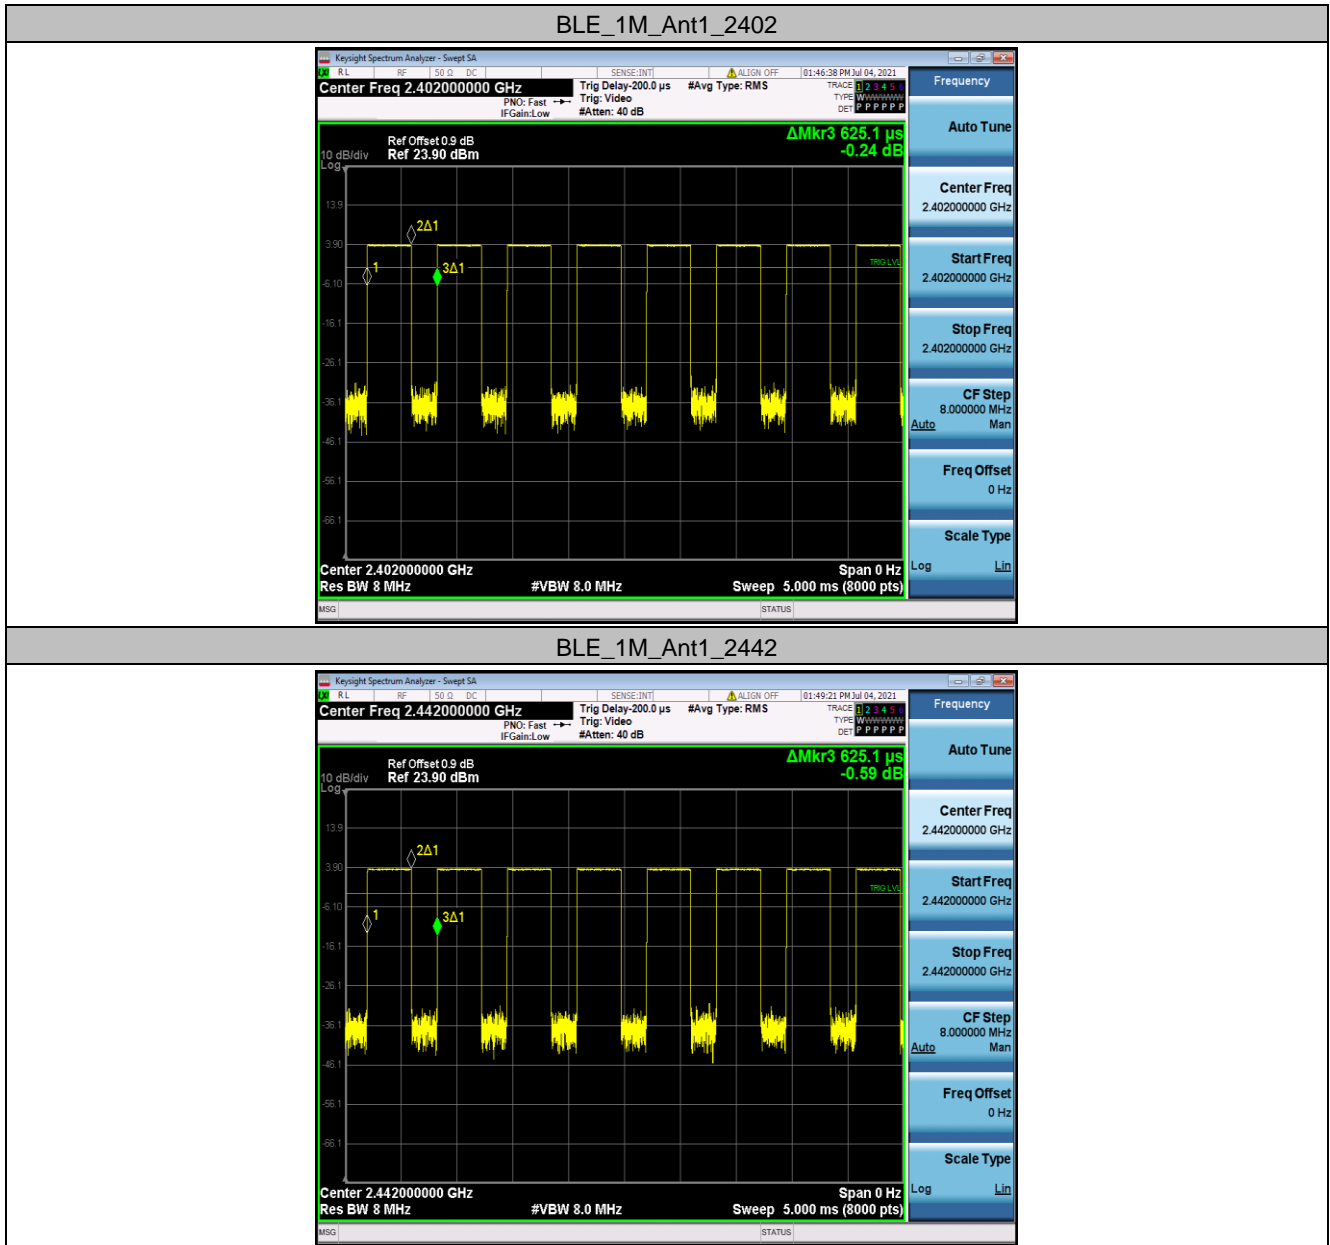 BLE_1M_Ant1_2402
Keysight Spectrum Analyzer - Swept SA
RL RF 50 Ω DC SENSE:INT ALIGN OFF 01:46:38 PM Jul 04, 2021
Center Freq 2.402000000 GHz
PNO: Fast
IFGain:Low
Trig Delay-200.0 µs
Trig: Video
#Atten: 40 dB
#Avg Type: RMS
TRACE 1 2 3 4 5 6
TYPE WWWWWW
DET P P P P P P
Frequency
Auto Tune
ΔMkr3 625.1 µs
-0.24 dB
Ref Offset 0.9 dB
10 dB/div Ref 23.90 dBm
Log
13.9
3.90
-6.10
-16.1
-26.1
-36.1
-46.1
-56.1
-66.1
2Δ1
1
3Δ1
TRIG LVL
Center Freq
2.402000000 GHz
Start Freq
2.402000000 GHz
Stop Freq
2.402000000 GHz
CF Step
8.000000 MHz
Auto Man
Freq Offset
0 Hz
Scale Type
Log Lin
Center 2.402000000 GHz Span 0 Hz
Res BW 8 MHz #VBW 8.0 MHz Sweep 5.000 ms (8000 pts)
MSG STATUS
BLE_1M_Ant1_2442
Keysight Spectrum Analyzer - Swept SA
RL RF 50 Ω DC SENSE:INT ALIGN OFF 01:49:21 PM Jul 04, 2021
Center Freq 2.442000000 GHz
PNO: Fast
IFGain:Low
Trig Delay-200.0 µs
Trig: Video
#Atten: 40 dB
#Avg Type: RMS
TRACE 1 2 3 4 5 6
TYPE WWWWWW
DET P P P P P P
Frequency
Auto Tune
ΔMkr3 625.1 µs
-0.59 dB
Ref Offset 0.9 dB
10 dB/div Ref 23.90 dBm
Log
13.9
3.90
-6.10
-16.1
-26.1
-36.1
-46.1
-56.1
-66.1
2Δ1
1
3Δ1
TRIG LVL
Center Freq
2.442000000 GHz
Start Freq
2.442000000 GHz
Stop Freq
2.442000000 GHz
CF Step
8.000000 MHz
Auto Man
Freq Offset
0 Hz
Scale Type
Log Lin
Center 2.442000000 GHz Span 0 Hz
Res BW 8 MHz #VBW 8.0 MHz Sweep 5.000 ms (8000 pts)
MSG STATUS